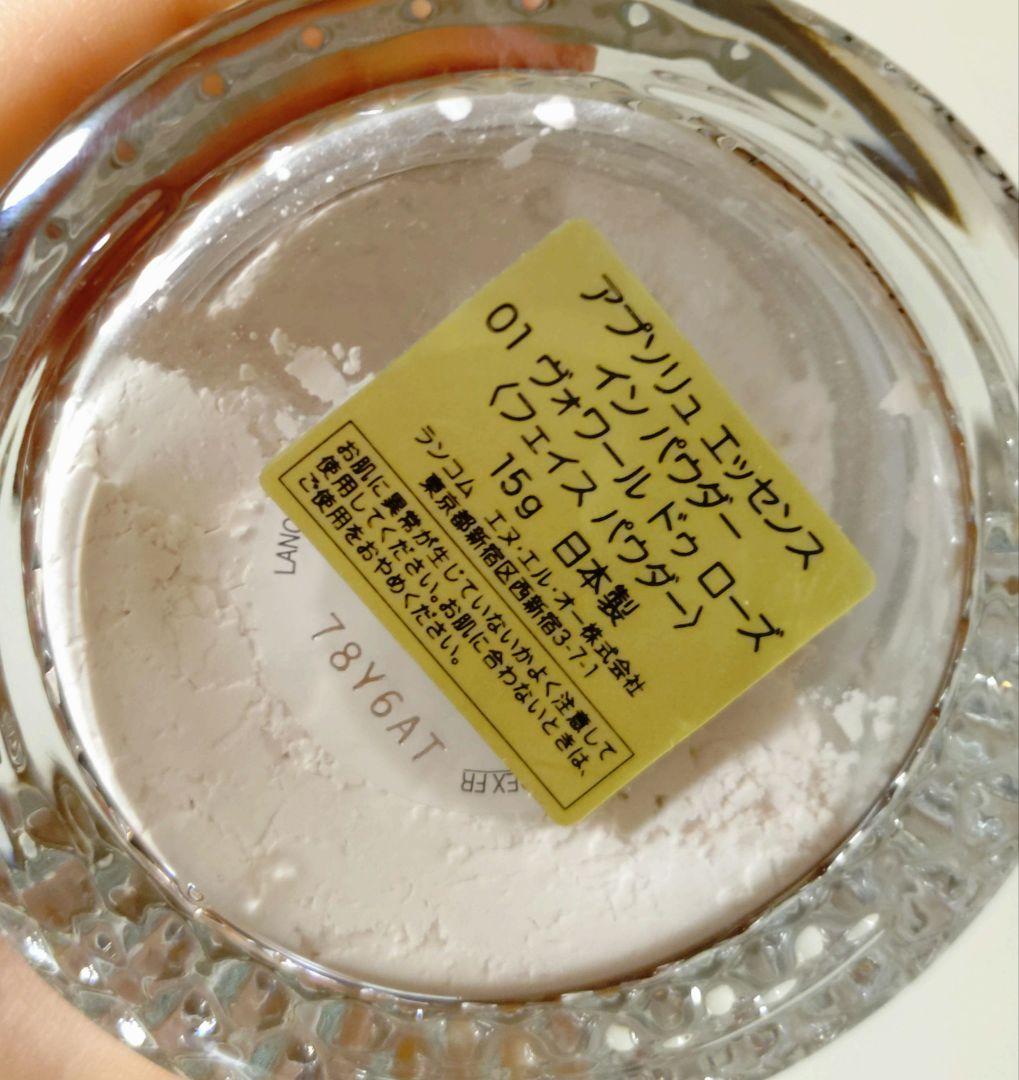 アプソリュ エッセンス
イン パウダー
01 ヴォワール ドゥ ローズ
〈フェイス パウダー〉
15g 日本製
ランコム エヌ・エル・オー株式会社
東京都新宿区西新宿3-7-1
お肌に異常が生じていないかよく注意して
使用してください。お肌に合わないときは、
ご使用をおやめください。
LANC
78Y6AT
EX FR